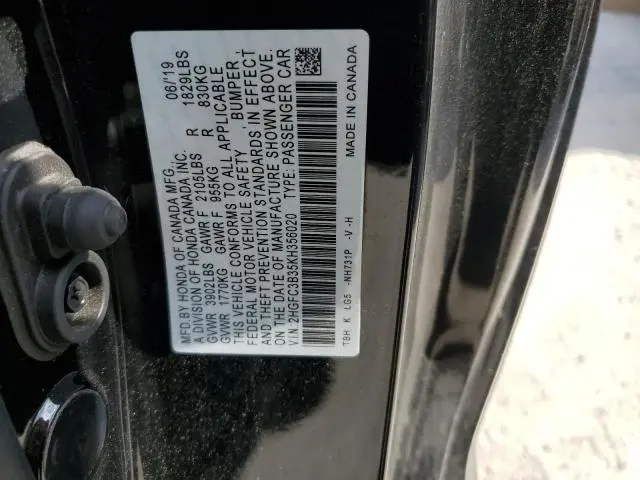 MFD.BY HONDA OF CANADA MFG., 06/19
A DIVISION OF HONDA CANADA INC.
GVWR 3902LBS GAWR F 2105LBS R 1829LBS
GVWR 1770KG GAWR F 955KG R 830KG
THIS VEHICLE CONFORMS TO ALL APPLICABLE
FEDERAL MOTOR VEHICLE SAFETY , BUMPER ,
AND THEFT PREVENTION STANDARDS IN EFFECT
ON THE DATE OF MANUFACTURE SHOWN ABOVE.
V.I.N: 2HGFC3B35KH356020 TYPE: PASSENGER CAR
TBH K LG5 -NH731P -V -H MADE IN CANADA